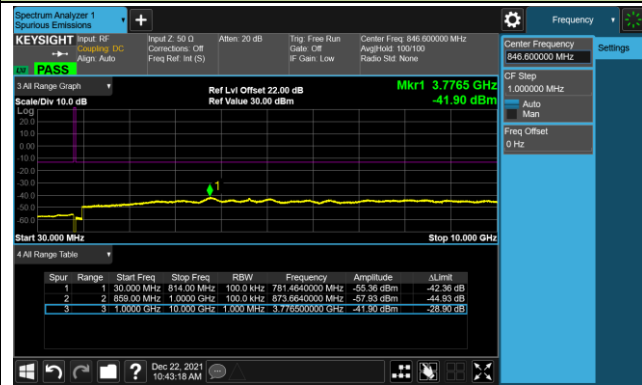 Spectrum Analyzer 1
Spurious Emissions
Frequency
KEYSIGHT
Input: RF
Coupling: DC
Align: Auto
Input Z: 50 Ω
Corrections: Off
Freq Ref: Int (S)
Atten: 20 dB
Trig: Free Run
Gate: Off
IF Gain: Low
Center Freq: 846.600000 MHz
Avg|Hold: 100/100
Radio Std: None
PASS
Center Frequency
846.600000 MHz
Settings
CF Step
1.000000 MHz
Auto
Man
Freq Offset
0 Hz
3 All Range Graph
Scale/Div 10.0 dB
Ref Lvl Offset 22.00 dB
Ref Value 30.00 dBm
Mkr1 3.7765 GHz
-41.90 dBm
Log
20.0
10.0
0.00
-10.0
-20.0
-30.0
-40.0
-50.0
-60.0
1
Start 30.000 MHz
Stop 10.000 GHz
4 All Range Table
Spur Range Start Freq Stop Freq RBW Frequency Amplitude ΔLimit
1 1 30.000 MHz 814.00 MHz 100.0 kHz 781.4640000 MHz -55.36 dBm -42.36 dB
2 2 859.00 MHz 1.0000 GHz 100.0 kHz 873.6640000 MHz -57.93 dBm -44.93 dB
3 3 1.0000 GHz 10.000 GHz 1.000 MHz 3.776500000 GHz -41.90 dBm -28.90 dB
?
Dec 22, 2021
10:43:18 AM